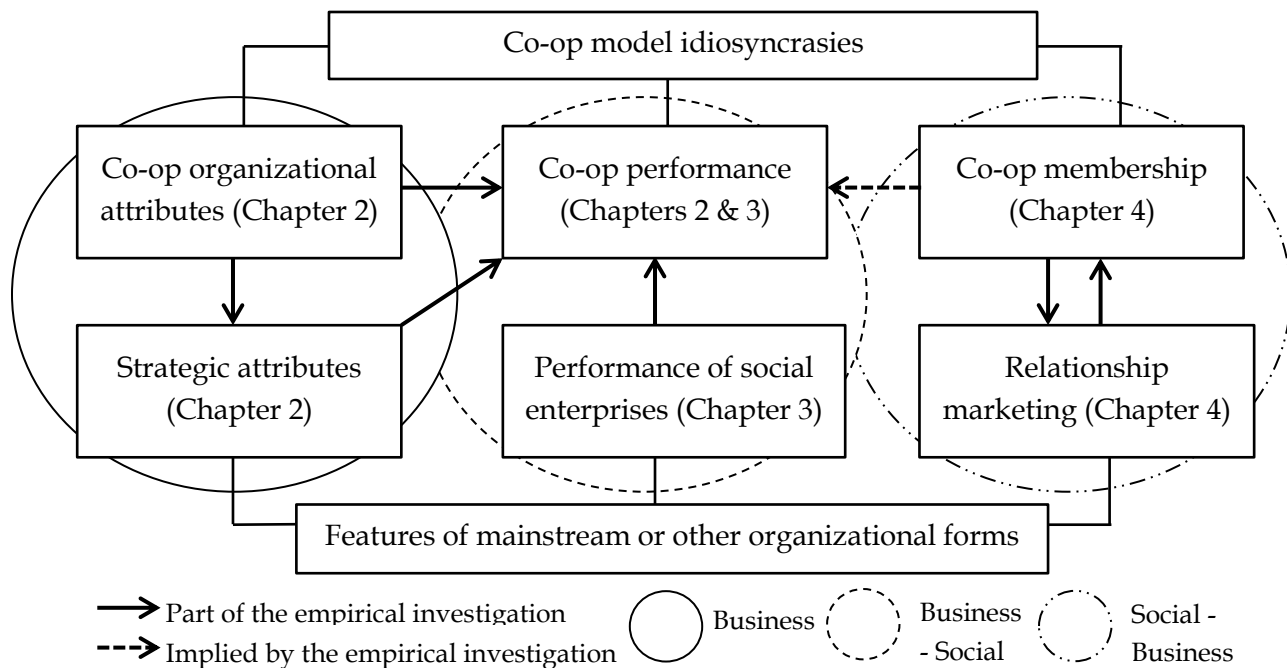 Co-op model idiosyncrasies
Co-op organizational
attributes (Chapter 2)
Co-op performance
(Chapters 2 & 3)
Co-op membership
(Chapter 4)
Strategic attributes
(Chapter 2)
Performance of social
enterprises (Chapter 3)
Relationship
marketing (Chapter 4)
Features of mainstream or other organizational forms
Part of the empirical investigation
Implied by the empirical investigation
Business
Business
- Social
Social -
Business